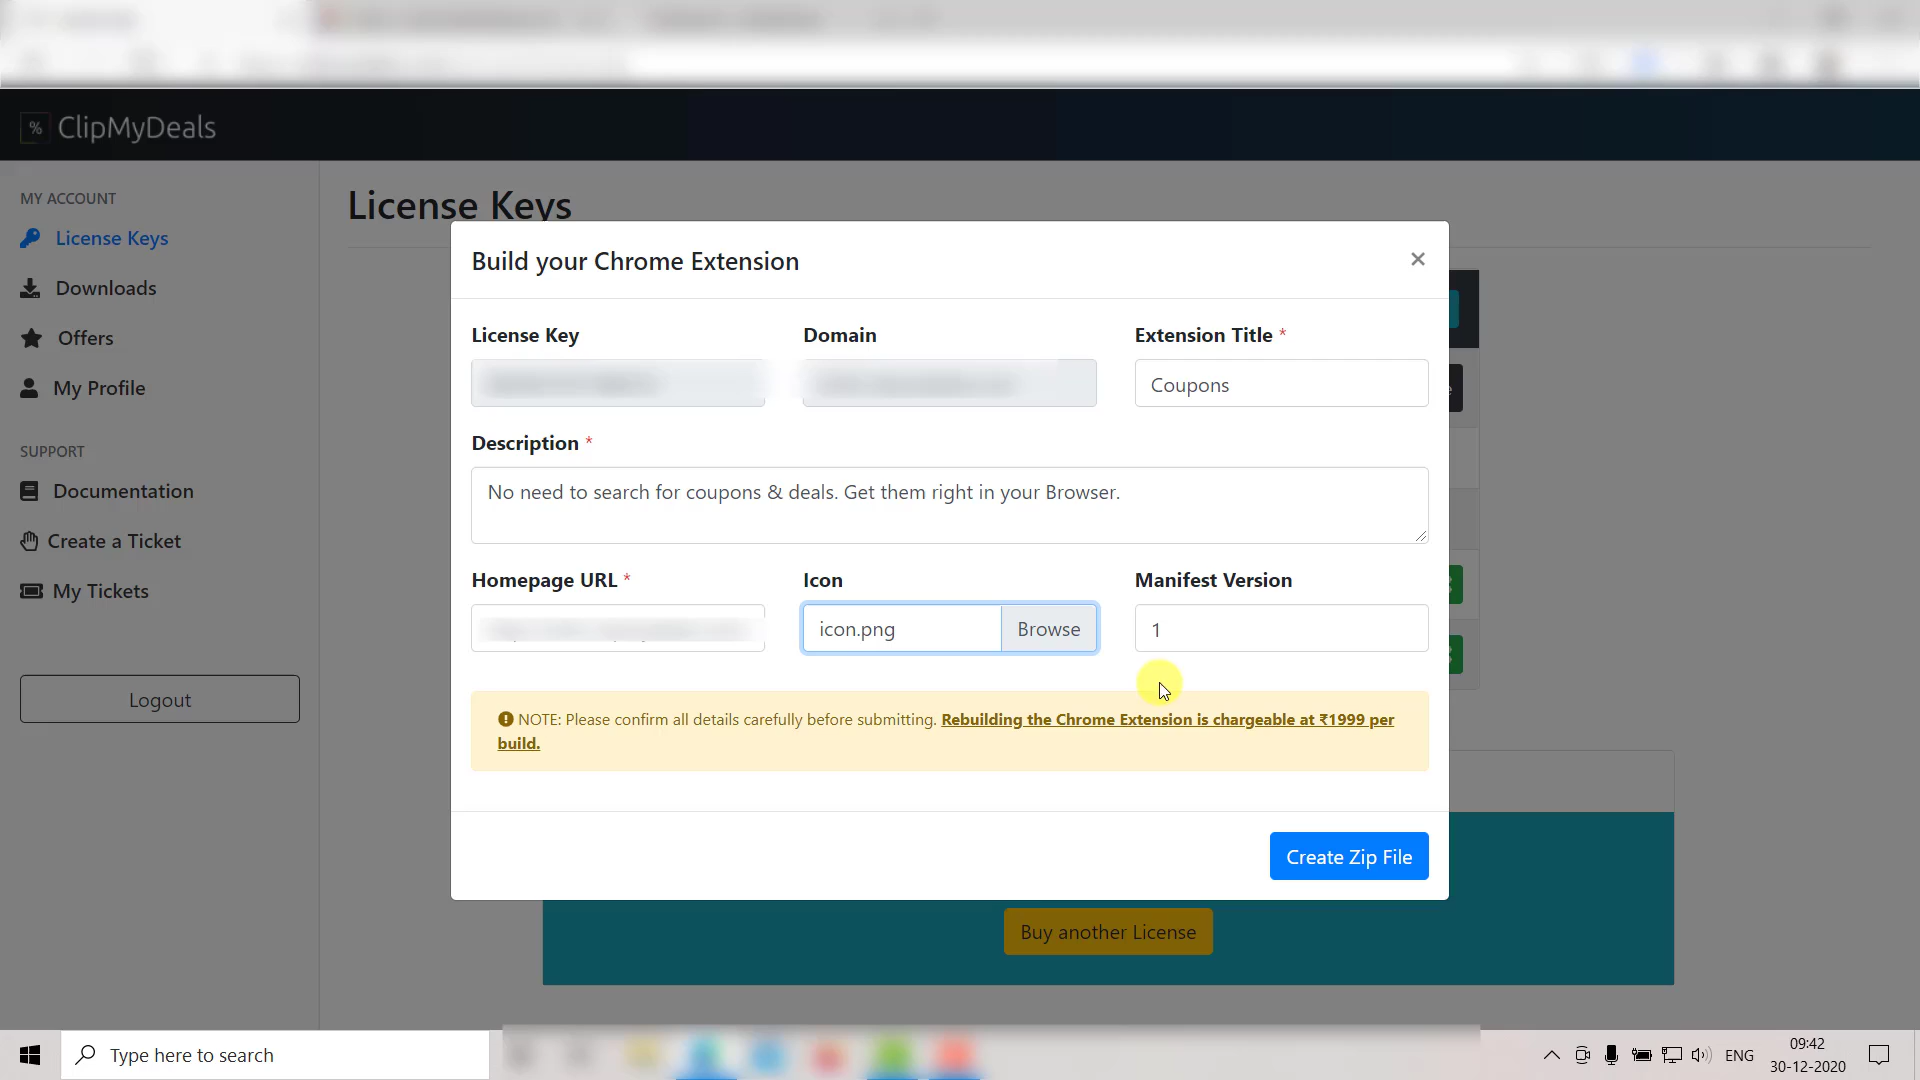 % ClipMyDeals
MY ACCOUNT
License Keys
Downloads
Offers
My Profile
SUPPORT
Documentation
Create a Ticket
My Tickets
Logout
License Keys
Build your Chrome Extension
×
License Key
Domain
Extension Title *
Coupons
Description *
No need to search for coupons & deals. Get them right in your Browser.
Homepage URL *
Icon
Manifest Version
icon.png
Browse
1
NOTE: Please confirm all details carefully before submitting. Rebuilding the Chrome Extension is chargeable at ₹1999 per
build.
Create Zip File
Buy another License
Type here to search
ENG
09:42
30-12-2020